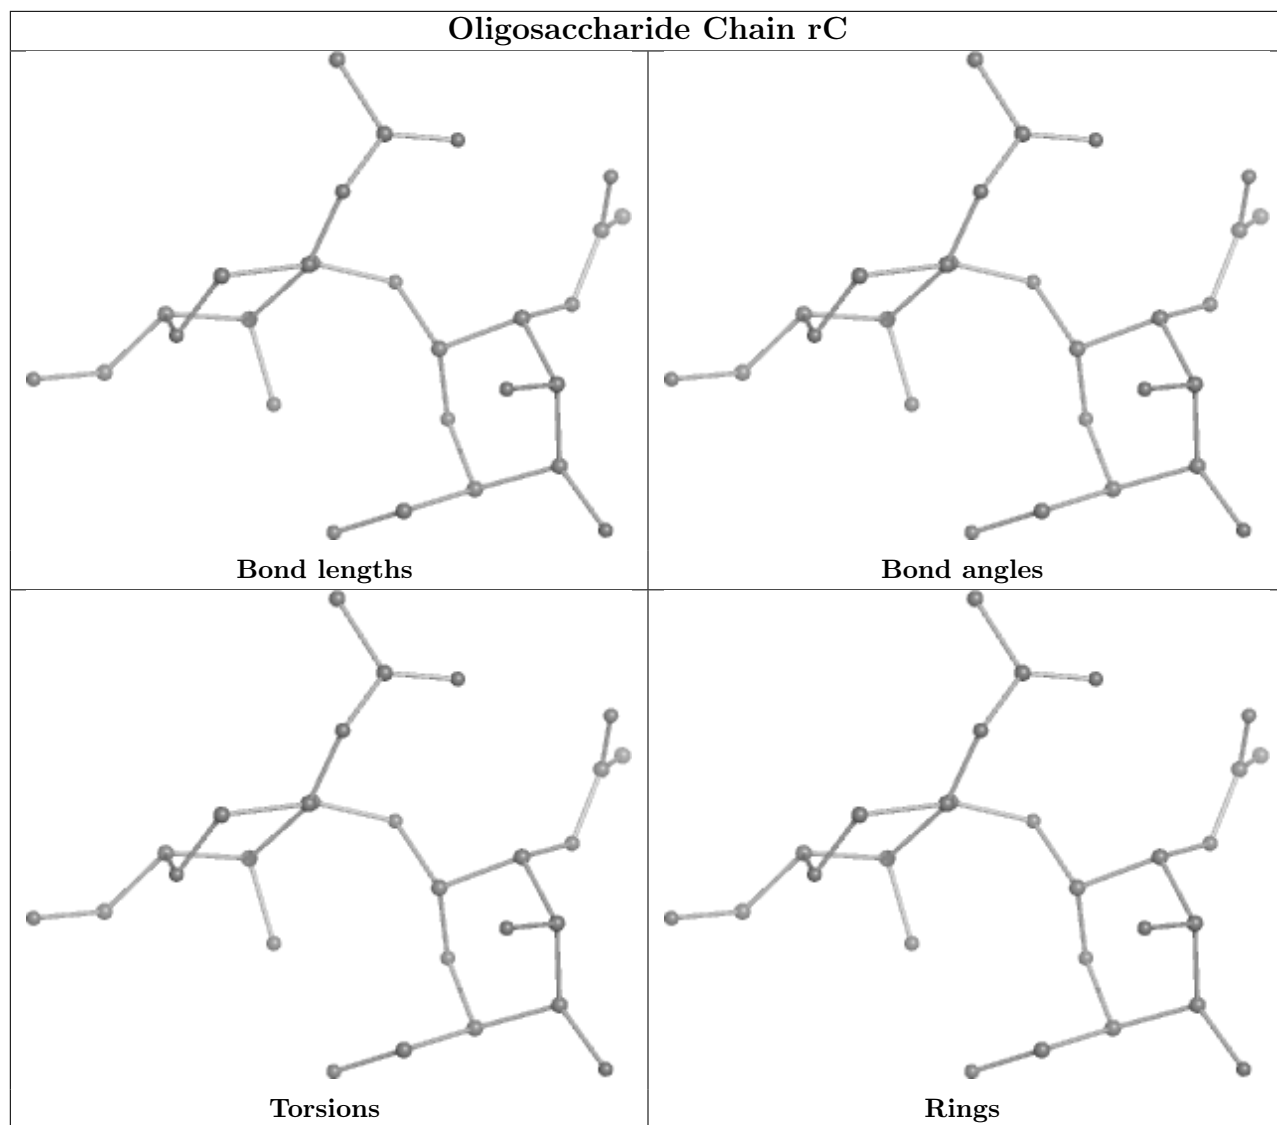 Oligosaccharide Chain rC
Bond lengths
Bond angles
Torsions
Rings